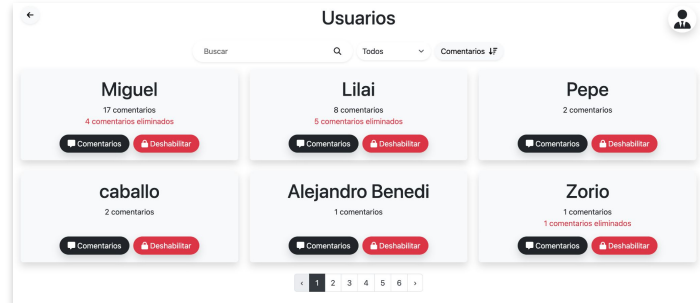 Usuarios
Buscar
Todos
Comentarios
Miguel
17 comentarios
4 comentarios eliminados
Comentarios Deshabilitar
Lilai
8 comentarios
5 comentarios eliminados
Comentarios Deshabilitar
Pepe
2 comentarios
Comentarios Deshabilitar
caballo
2 comentarios
Comentarios Deshabilitar
Alejandro Benedi
1 comentarios
Comentarios Deshabilitar
Zorio
1 comentarios
1 comentarios eliminados
Comentarios Deshabilitar
‹ 1 2 3 4 5 6 ›